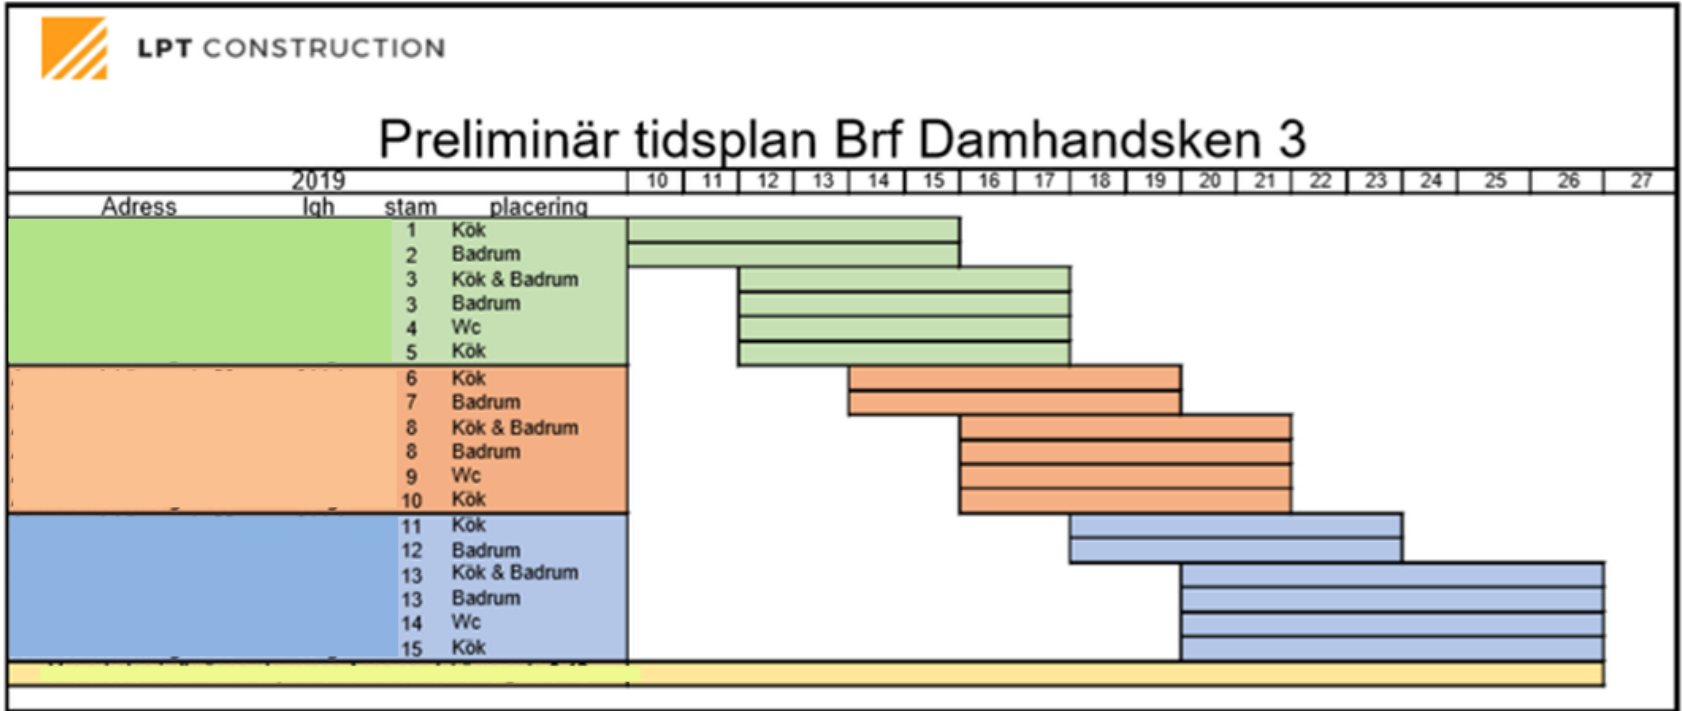 LPT CONSTRUCTION
Preliminär tidsplan Brf Damhandsken 3
2019 10 11 12 13 14 15 16 17 18 19 20 21 22 23 24 25 26 27
Adress lgh stam placering
1 Kök
2 Badrum
3 Kök & Badrum
3 Badrum
4 Wc
5 Kök
6 Kök
7 Badrum
8 Kök & Badrum
8 Badrum
9 Wc
10 Kök
11 Kök
12 Badrum
13 Kök & Badrum
13 Badrum
14 Wc
15 Kök